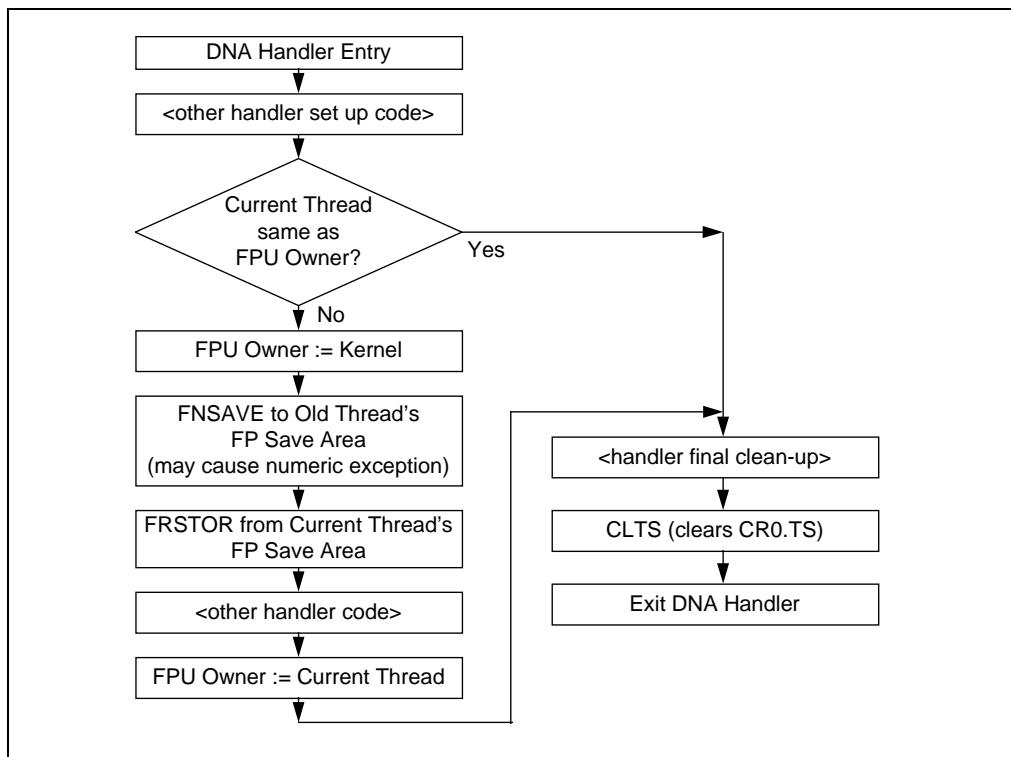 DNA Handler Entry
<other handler set up code>
Current Thread
same as
FPU Owner?
Yes
No
FPU Owner := Kernel
FNSAVE to Old Thread’s
FP Save Area
(may cause numeric exception)
FRSTOR from Current Thread’s
FP Save Area
<other handler code>
FPU Owner := Current Thread
<handler final clean-up>
CLTS (clears CR0.TS)
Exit DNA Handler